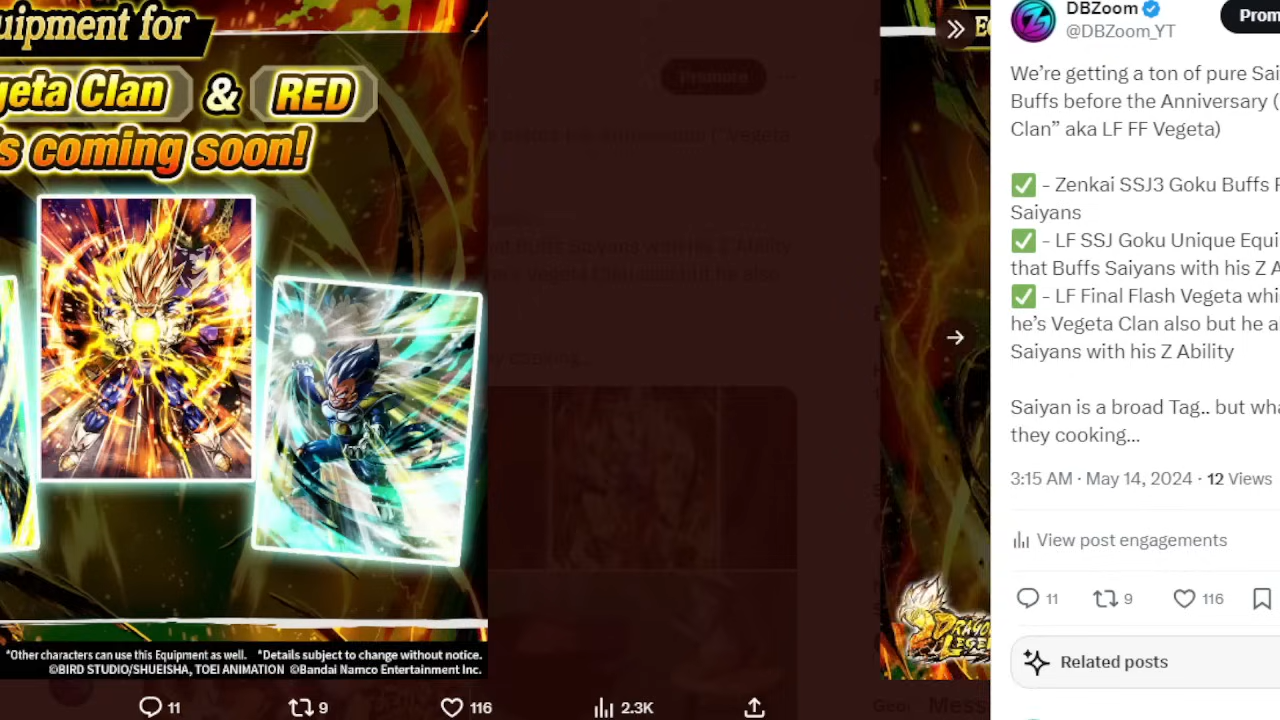 uipment for
geta Clan & RED
s coming soon!
*Other characters can use this Equipment as well. *Details subject to change without notice.
©BIRD STUDIO/SHUEISHA, TOEI ANIMATION ©Bandai Namco Entertainment Inc.
11 9 116 2.3K
Promote
DBZoom
@DBZoom_YT
Prom
We’re getting a ton of pure Sai
Buffs before the Anniversary (
Clan” aka LF FF Vegeta)
✅ - Zenkai SSJ3 Goku Buffs P
Saiyans
✅ - LF SSJ Goku Unique Equi
that Buffs Saiyans with his Z A
✅ - LF Final Flash Vegeta whi
he’s Vegeta Clan also but he a
Saiyans with his Z Ability
Saiyan is a broad Tag.. but wha
they cooking...
3:15 AM · May 14, 2024 · 12 Views
View post engagements
11 9 116
Related posts